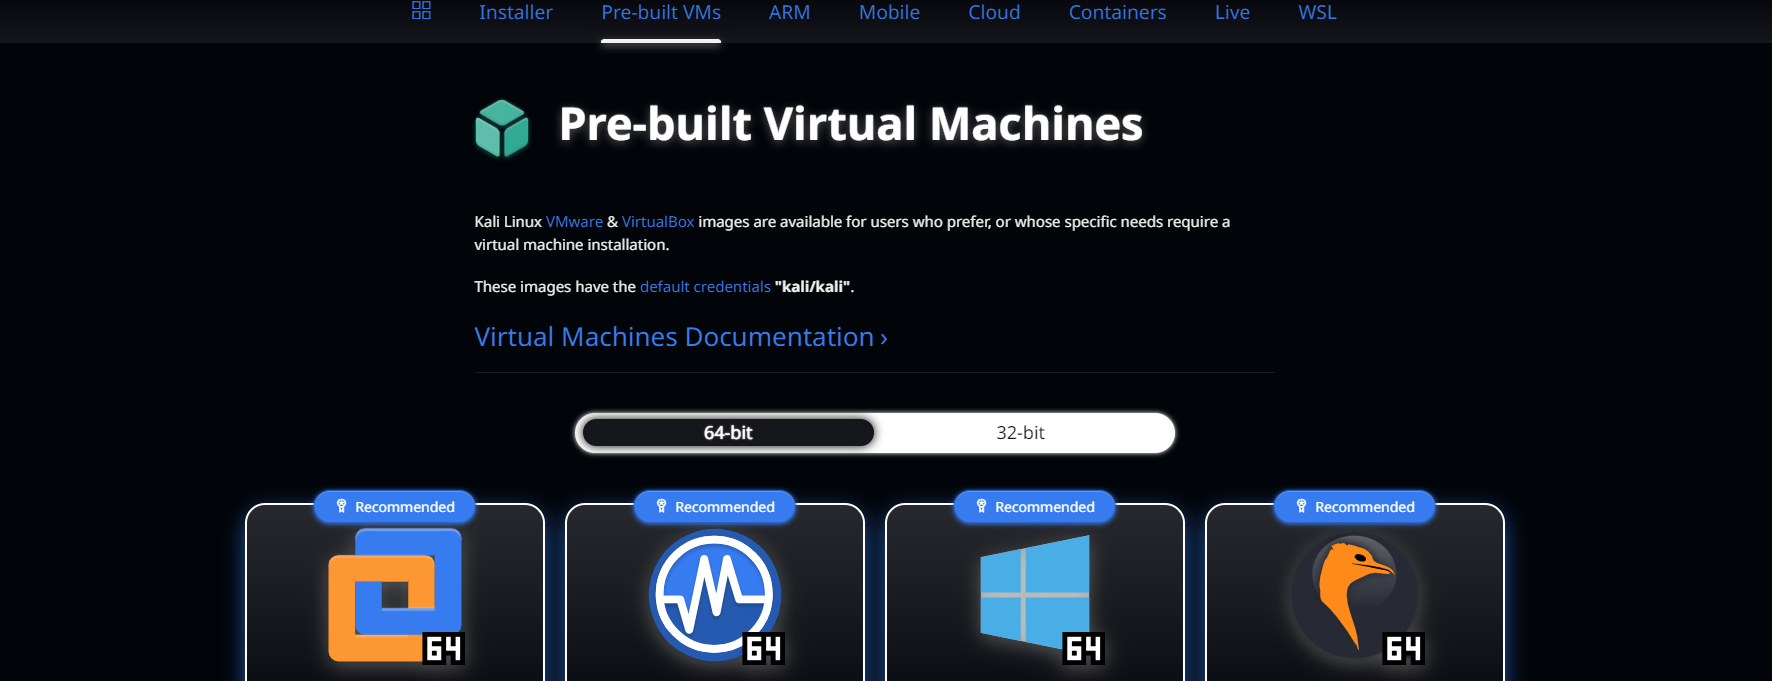 Installer Pre-built VMs ARM Mobile Cloud Containers Live WSL
Pre-built Virtual Machines
Kali Linux VMware & VirtualBox images are available for users who prefer, or whose specific needs require a
virtual machine installation.
These images have the default credentials "kali/kali".
Virtual Machines Documentation ›
64-bit 32-bit
Recommended Recommended Recommended Recommended
64 64 64 64